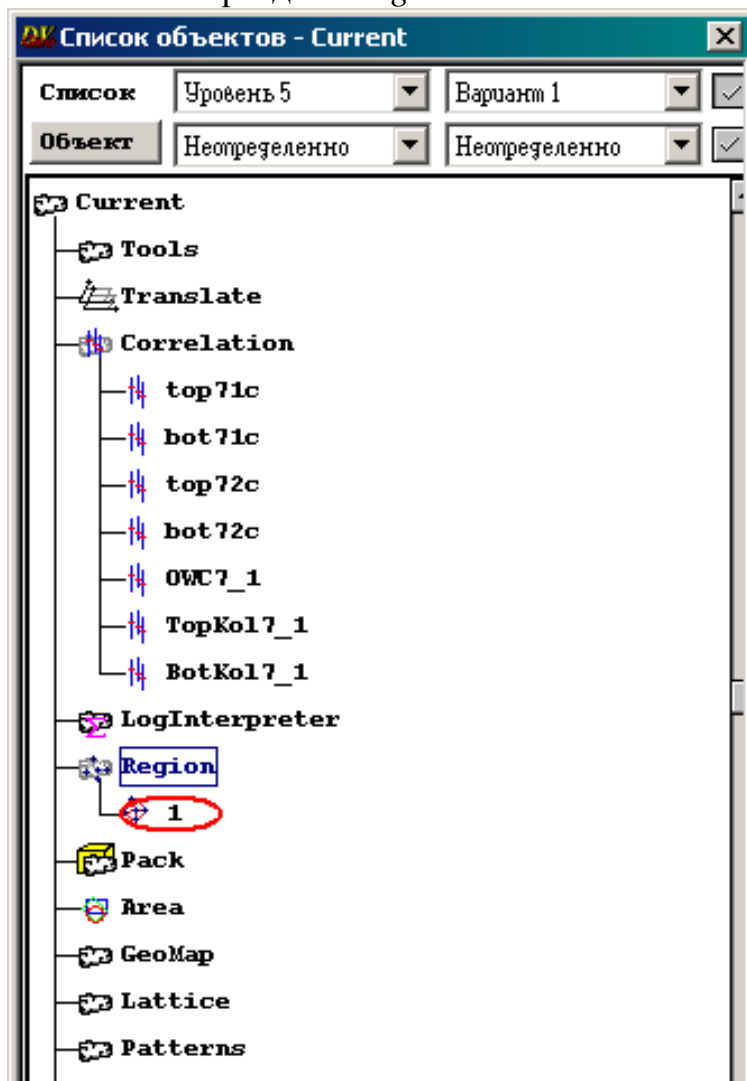 Список объектов - Current
Список Уровень 5 Вариант 1
Объект Неопределенно Неопределенно
Current
Tools
Translate
Correlation
top71c
bot71c
top72c
bot72c
OWC7_1
TopKol7_1
BotKol7_1
LogInterpreter
Region
1
Pack
Area
GeoMap
Lattice
Patterns